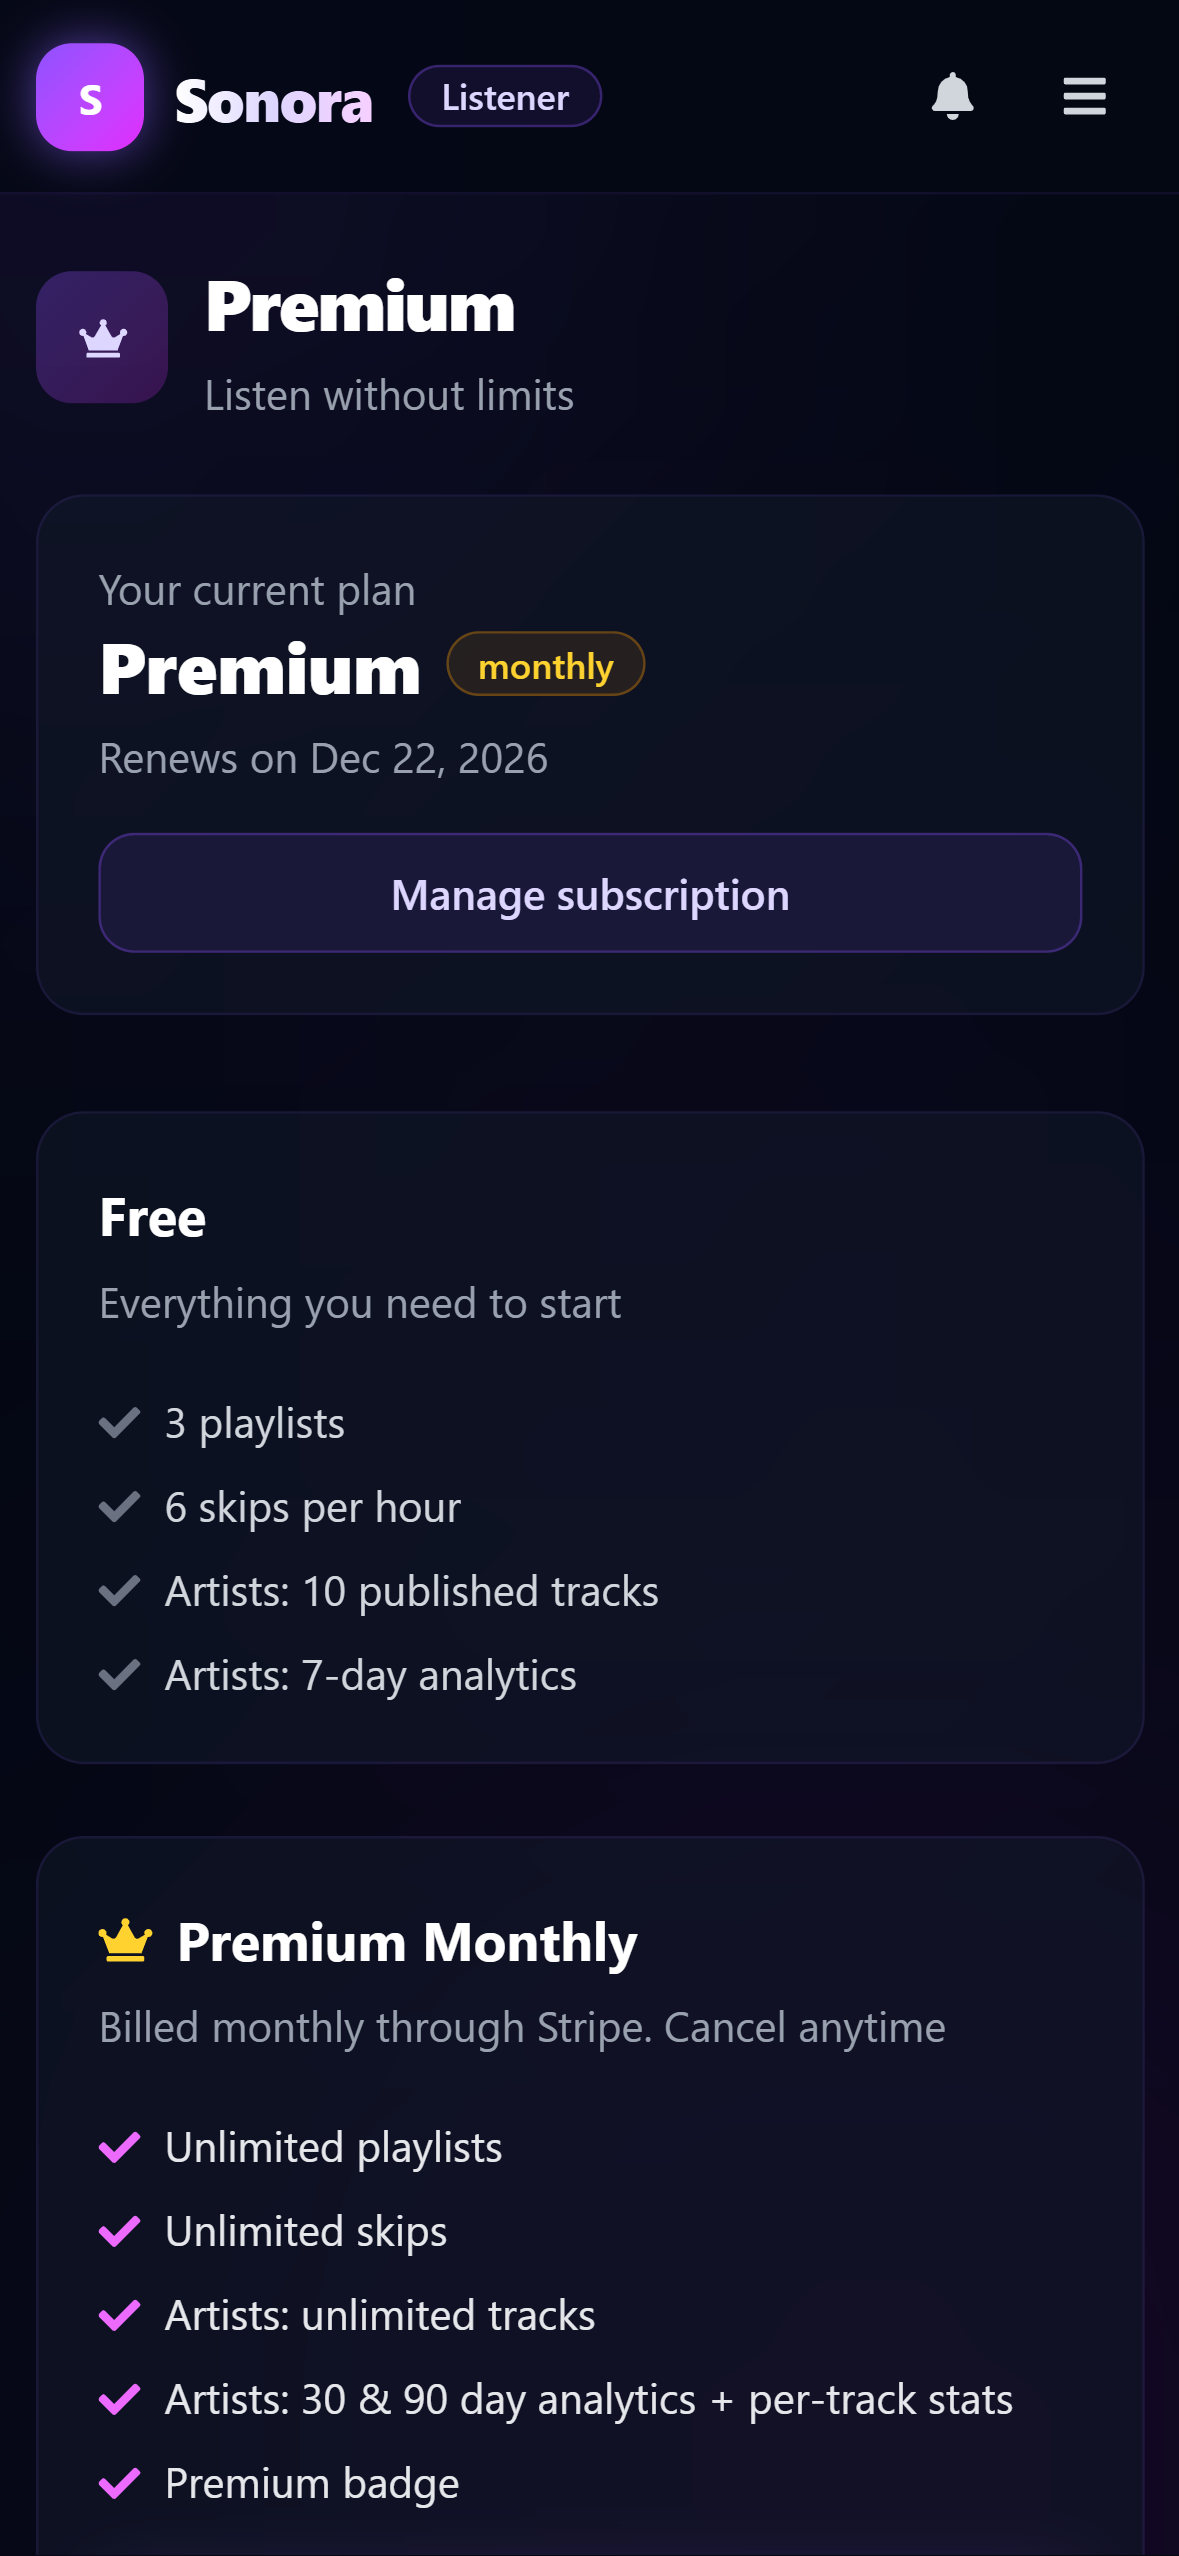 S
Sonora
Listener
Premium
Listen without limits
Your current plan
Premium monthly
Renews on Dec 22, 2026
Manage subscription
Free
Everything you need to start
3 playlists
6 skips per hour
Artists: 10 published tracks
Artists: 7-day analytics
Premium Monthly
Billed monthly through Stripe. Cancel anytime
Unlimited playlists
Unlimited skips
Artists: unlimited tracks
Artists: 30 & 90 day analytics + per-track stats
Premium badge